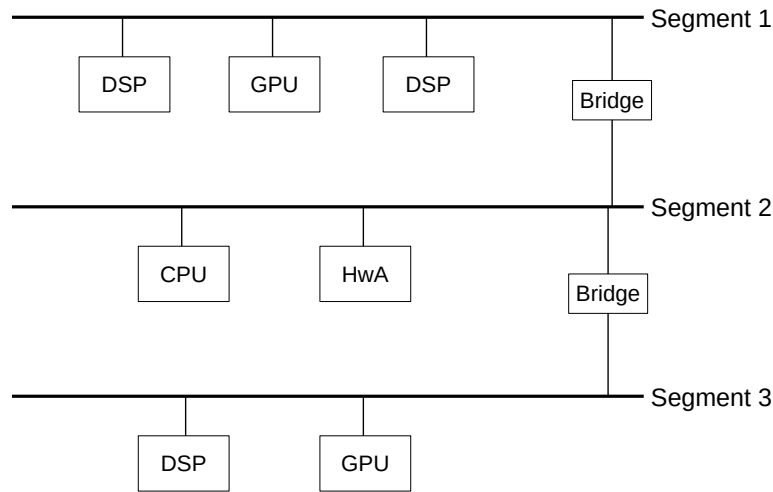 Segment 1
DSP
GPU
DSP
Bridge
Segment 2
CPU
HwA
Bridge
Segment 3
DSP
GPU